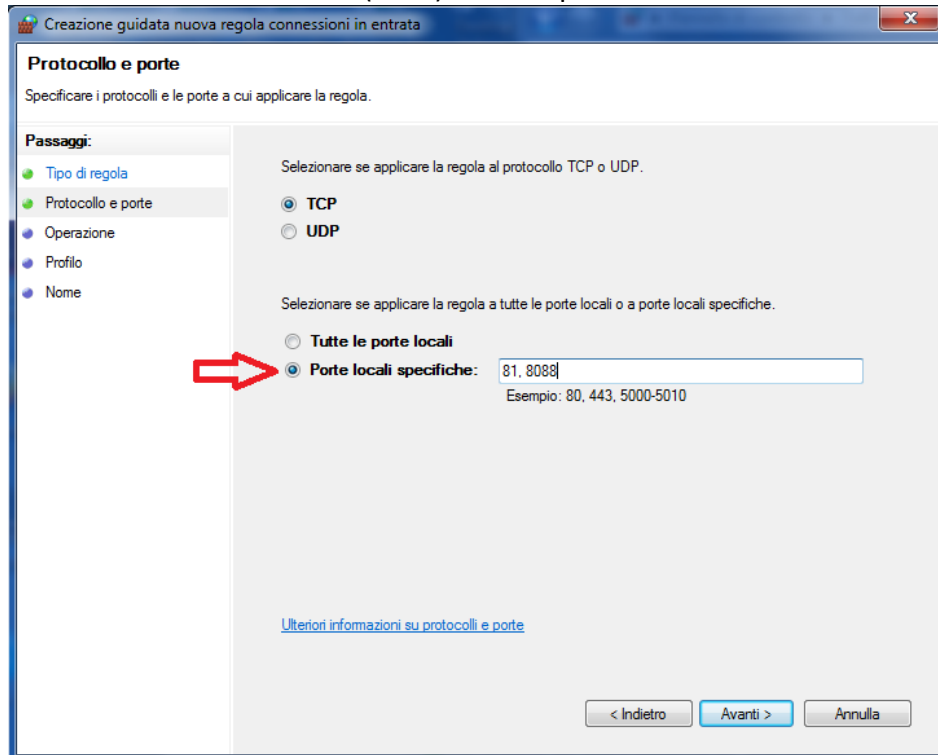 Creazione guidata nuova regola connessioni in entrata
Protocollo e porte
Specificare i protocolli e le porte a cui applicare la regola.
Passaggi:
Tipo di regola
Protocollo e porte
Operazione
Profilo
Nome
Selezionare se applicare la regola al protocollo TCP o UDP.
TCP
UDP
Selezionare se applicare la regola a tutte le porte locali o a porte locali specifiche.
Tutte le porte locali
Porte locali specifiche: 81, 8088
Esempio: 80, 443, 5000-5010
Ulteriori informazioni su protocolli e porte
< Indietro Avanti > Annulla